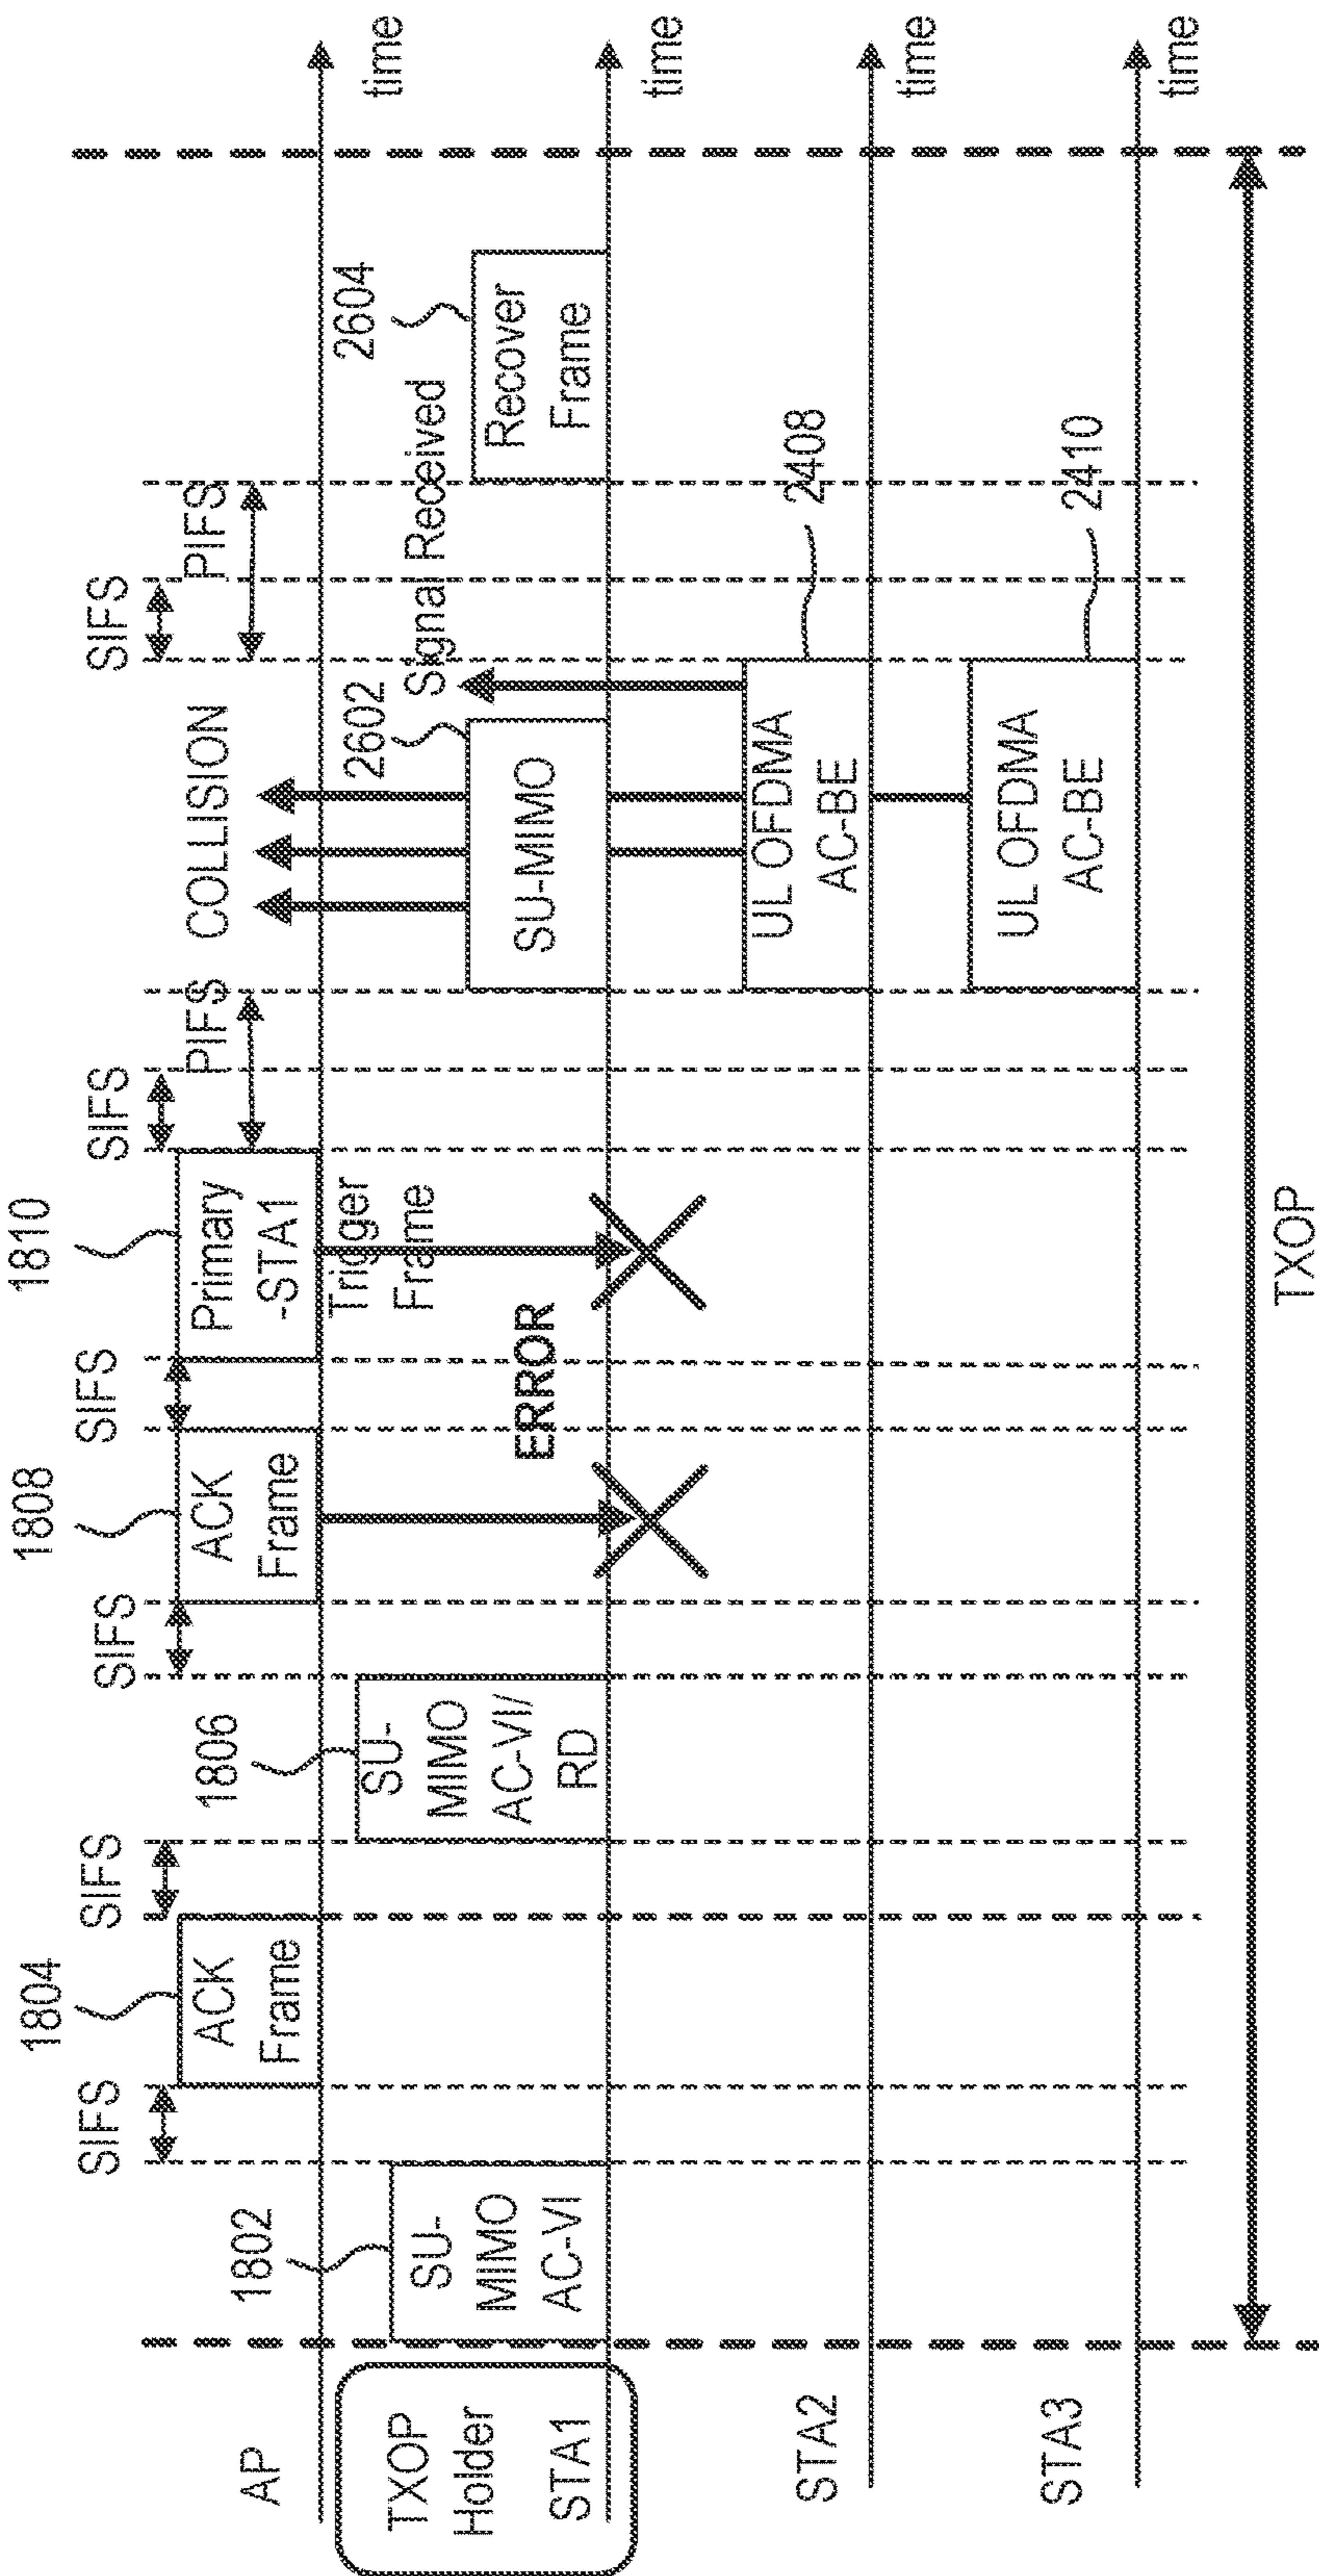 1804
1808
1810
SIFS
SIFS
SIFS
SIFS
SIFS
SIFS
PIFS
COLLISION
PIFS
AP
ACK
Frame
ACK
Frame
Primary
-STA1
Trigger
Frame
1802
1806
2602
Signal Received
2604
TXOP
Holder
STA1
SU-
MIMO
AC-VI
SU-
MIMO
AC-VI/
RD
ERROR
SU-MIMO
Recover
Frame
time
time
STA2
UL OFDMA
AC-BE
2408
time
STA3
UL OFDMA
AC-BE
2410
time
TXOP